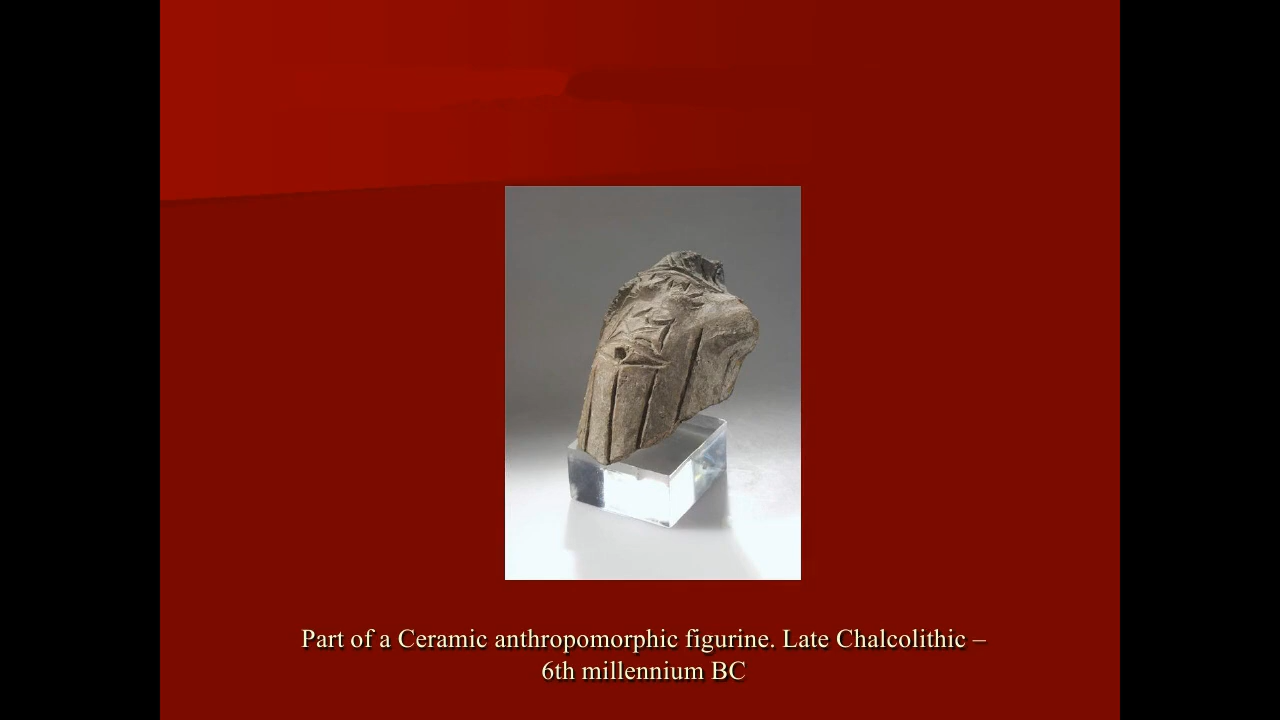 Part of a Ceramic anthropomorphic figurine. Late Chalcolithic –
6th millennium BC